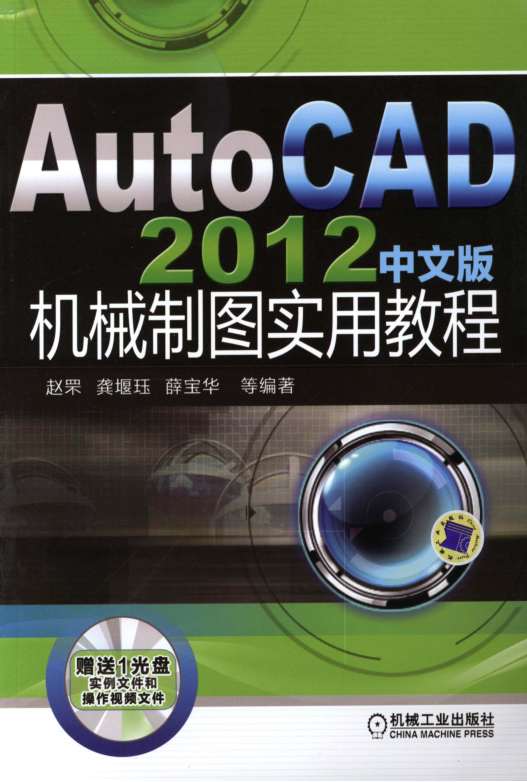 AutoCAD
2012中文版
机械制图实用教程
赵罘 龚堰珏 薛宝华 等编著
赠送1光盘
实例文件和
操作视频文件
机械工业出版社
CHINA MACHINE PRESS